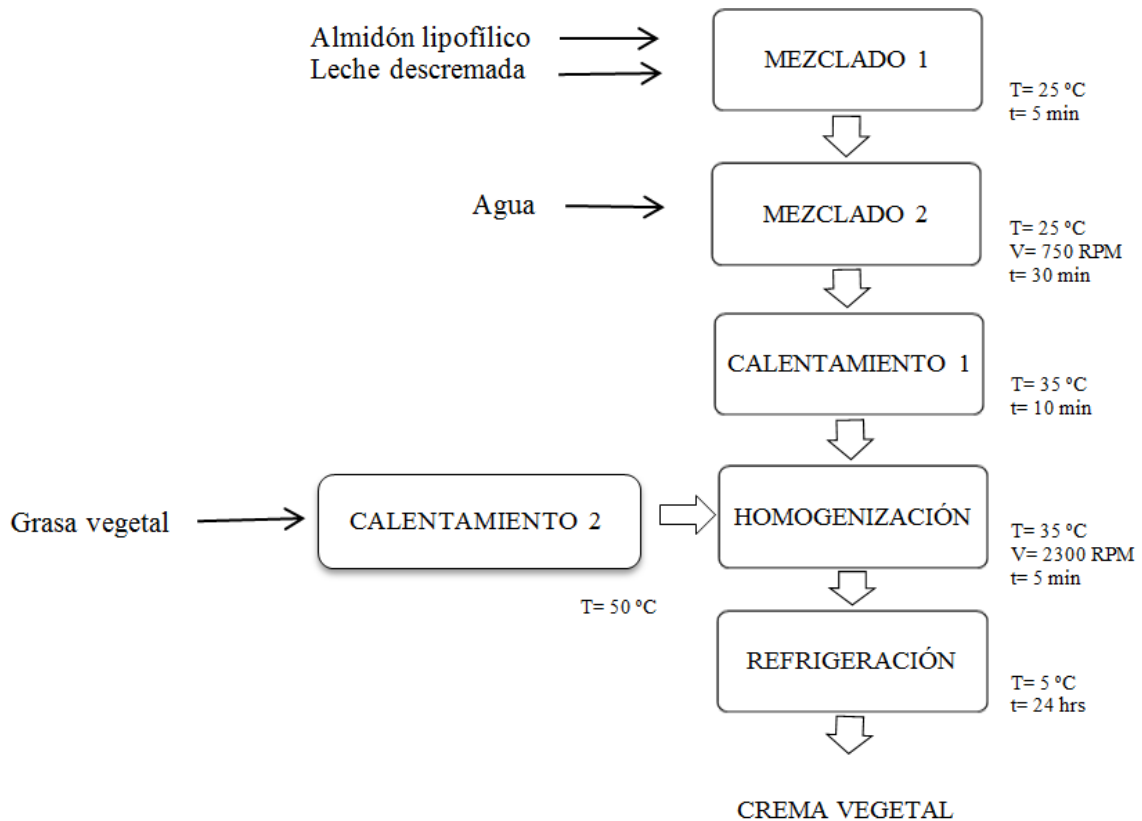 Almidón lipofílico
Leche descremada
MEZCLADO 1
T= 25 ºC
t= 5 min
Agua
MEZCLADO 2
T= 25 ºC
V= 750 RPM
t= 30 min
CALENTAMIENTO 1
T= 35 ºC
t= 10 min
Grasa vegetal
CALENTAMIENTO 2
T= 50 ºC
HOMOGENIZACIÓN
T= 35 ºC
V= 2300 RPM
t= 5 min
REFRIGERACIÓN
T= 5 ºC
t= 24 hrs
CREMA VEGETAL